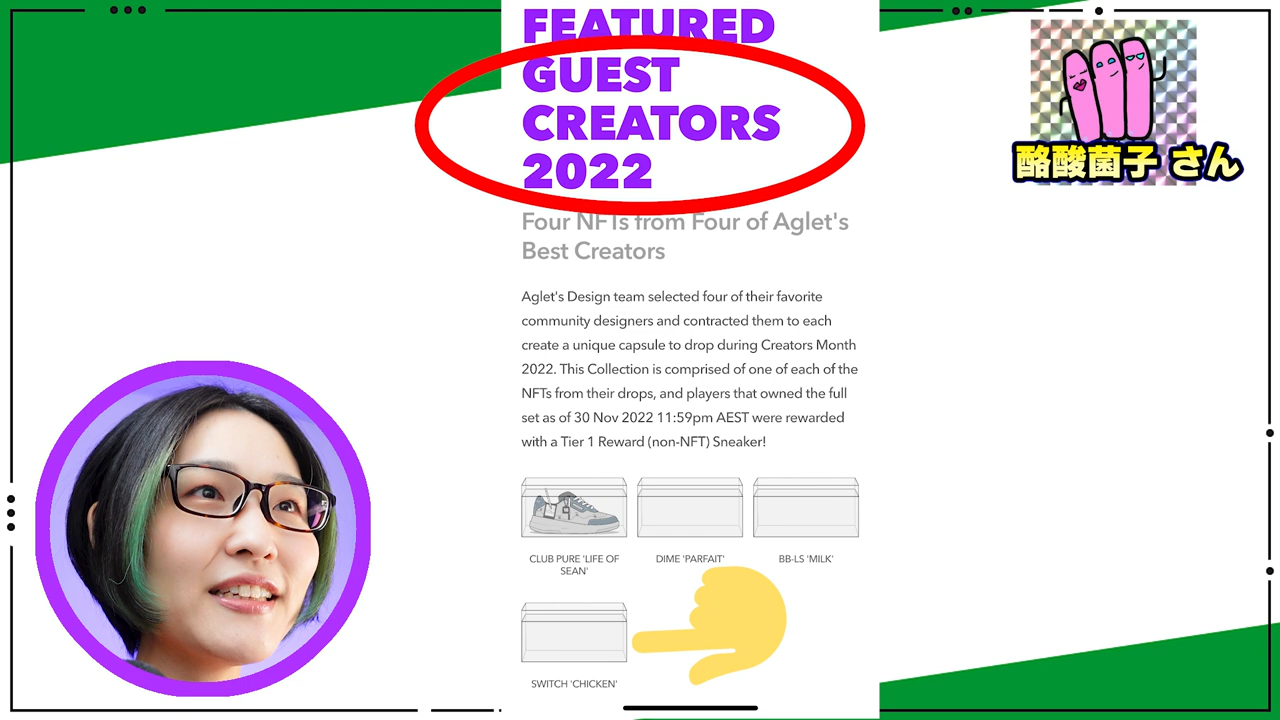 FEATURED
GUEST
CREATORS
2022
酪酸菌子 さん
Four NFTs from Four of Aglet's
Best Creators
Aglet's Design team selected four of their favorite
community designers and contracted them to each
create a unique capsule to drop during Creators Month
2022. This Collection is comprised of one of each of the
NFTs from their drops, and players that owned the full
set as of 30 Nov 2022 11:59pm AEST were rewarded
with a Tier 1 Reward (non-NFT) Sneaker!
CLUB PURE 'LIFE OF
SEAN'
DIME 'PARFAIT'
BB-LS 'MILK'
SWITCH 'CHICKEN'